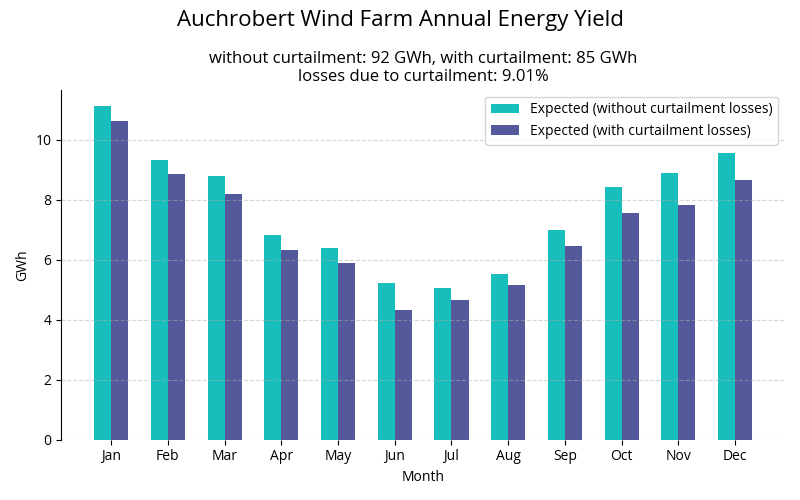 Auchrobert Wind Farm Annual Energy Yield
without curtailment: 92 GWh, with curtailment: 85 GWh
losses due to curtailment: 9.01%
Expected (without curtailment losses)
Expected (with curtailment losses)
GWh
10
8
6
4
2
0
Jan Feb Mar Apr May Jun Jul Aug Sep Oct Nov Dec
Month